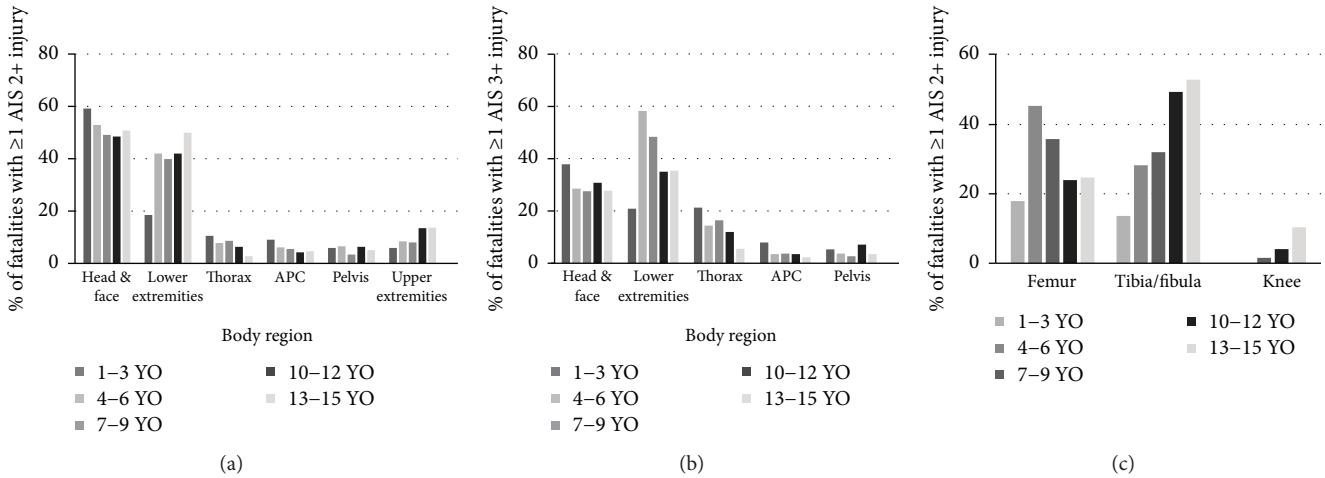 % of fatalities with ≥1 AIS 2+ injury
80
60
40
20
0
Head &
face
Lower
extremities
Thorax
APC
Pelvis
Upper
extremities
Body region
1–3 YO
4–6 YO
7–9 YO
10–12 YO
13–15 YO
(a)
% of fatalities with ≥1 AIS 3+ injury
80
60
40
20
0
Head &
face
Lower
extremities
Thorax
APC
Pelvis
Body region
1–3 YO
4–6 YO
7–9 YO
10–12 YO
13–15 YO
(b)
% of fatalities with ≥1 AIS 2+ injury
60
40
20
0
Femur
Tibia/fibula
Knee
1–3 YO
4–6 YO
7–9 YO
10–12 YO
13–15 YO
(c)